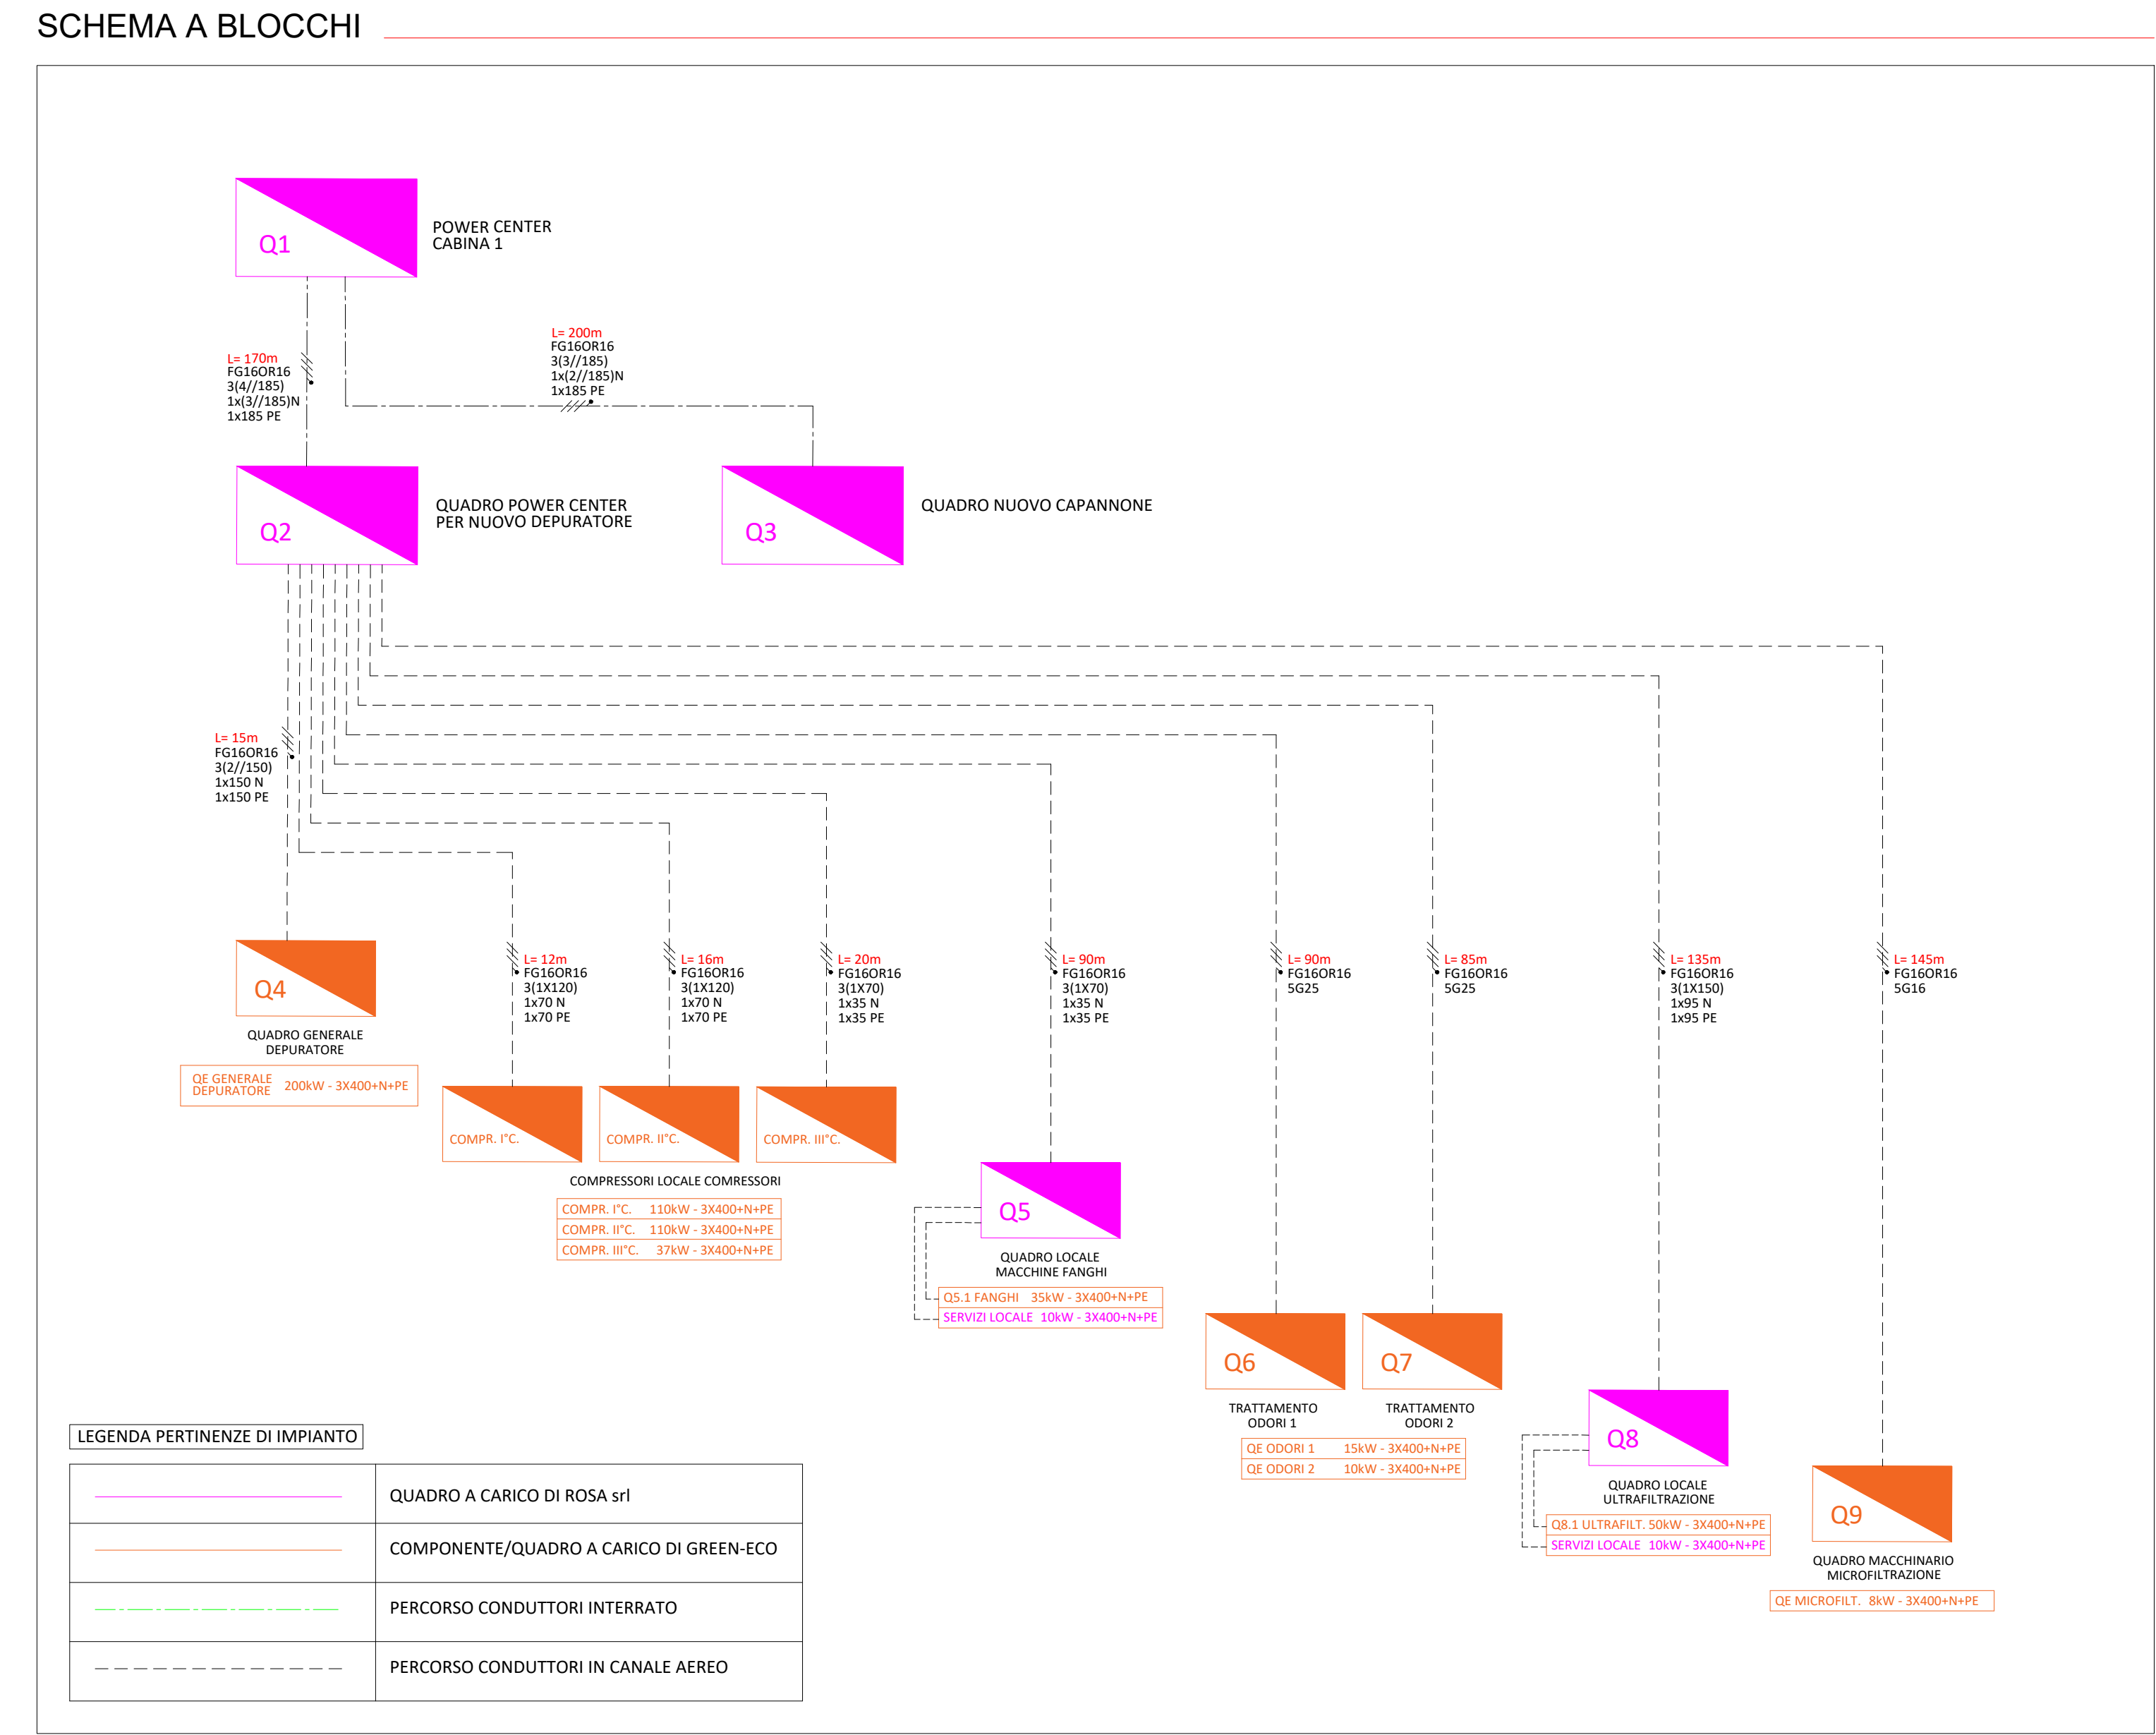 SCHEMA A BLOCCHI
Q1
POWER CENTER
CABINA 1
L= 170m
FG16OR16
3(4//185)
1x(3//185)N
1x185 PE
L= 200m
FG16OR16
3(3//185)
1x(2//185)N
1x185 PE
Q2
QUADRO POWER CENTER
PER NUOVO DEPURATORE
Q3
QUADRO NUOVO CAPANNONE
L= 15m
FG16OR16
3(2//150)
1x150 N
1x150 PE
Q4
QUADRO GENERALE
DEPURATORE
QE GENERALE
DEPURATORE
200kW - 3X400+N+PE
L= 12m
FG16OR16
3(1X120)
1x70 N
1x70 PE
L= 16m
FG16OR16
3(1X120)
1x70 N
1x70 PE
L= 20m
FG16OR16
3(1X70)
1x35 N
1x35 PE
L= 90m
FG16OR16
3(1X70)
1x35 N
1x35 PE
L= 90m
FG16OR16
5G25
L= 85m
FG16OR16
5G25
L= 135m
FG16OR16
3(1X150)
1x95 N
1x95 PE
L= 145m
FG16OR16
5G16
COMPR. I°C.
COMPR. II°C.
COMPR. III°C.
COMPRESSORI LOCALE COMRESSORI
COMPR. I°C. 110kW - 3X400+N+PE
COMPR. II°C. 110kW - 3X400+N+PE
COMPR. III°C. 37kW - 3X400+N+PE
Q5
QUADRO LOCALE
MACCHINE FANGHI
Q5.1 FANGHI 35kW - 3X400+N+PE
SERVIZI LOCALE 10kW - 3X400+N+PE
Q6
TRATTAMENTO
ODORI 1
Q7
TRATTAMENTO
ODORI 2
QE ODORI 1 15kW - 3X400+N+PE
QE ODORI 2 10kW - 3X400+N+PE
Q8
QUADRO LOCALE
ULTRAFILTRAZIONE
Q8.1 ULTRAFILT. 50kW - 3X400+N+PE
SERVIZI LOCALE 10kW - 3X400+N+PE
Q9
QUADRO MACCHINARIO
MICROFILTRAZIONE
QE MICROFILT. 8kW - 3X400+N+PE
LEGENDA PERTINENZE DI IMPIANTO
QUADRO A CARICO DI ROSA srl
COMPONENTE/QUADRO A CARICO DI GREEN-ECO
PERCORSO CONDUTTORI INTERRATO
PERCORSO CONDUTTORI IN CANALE AEREO